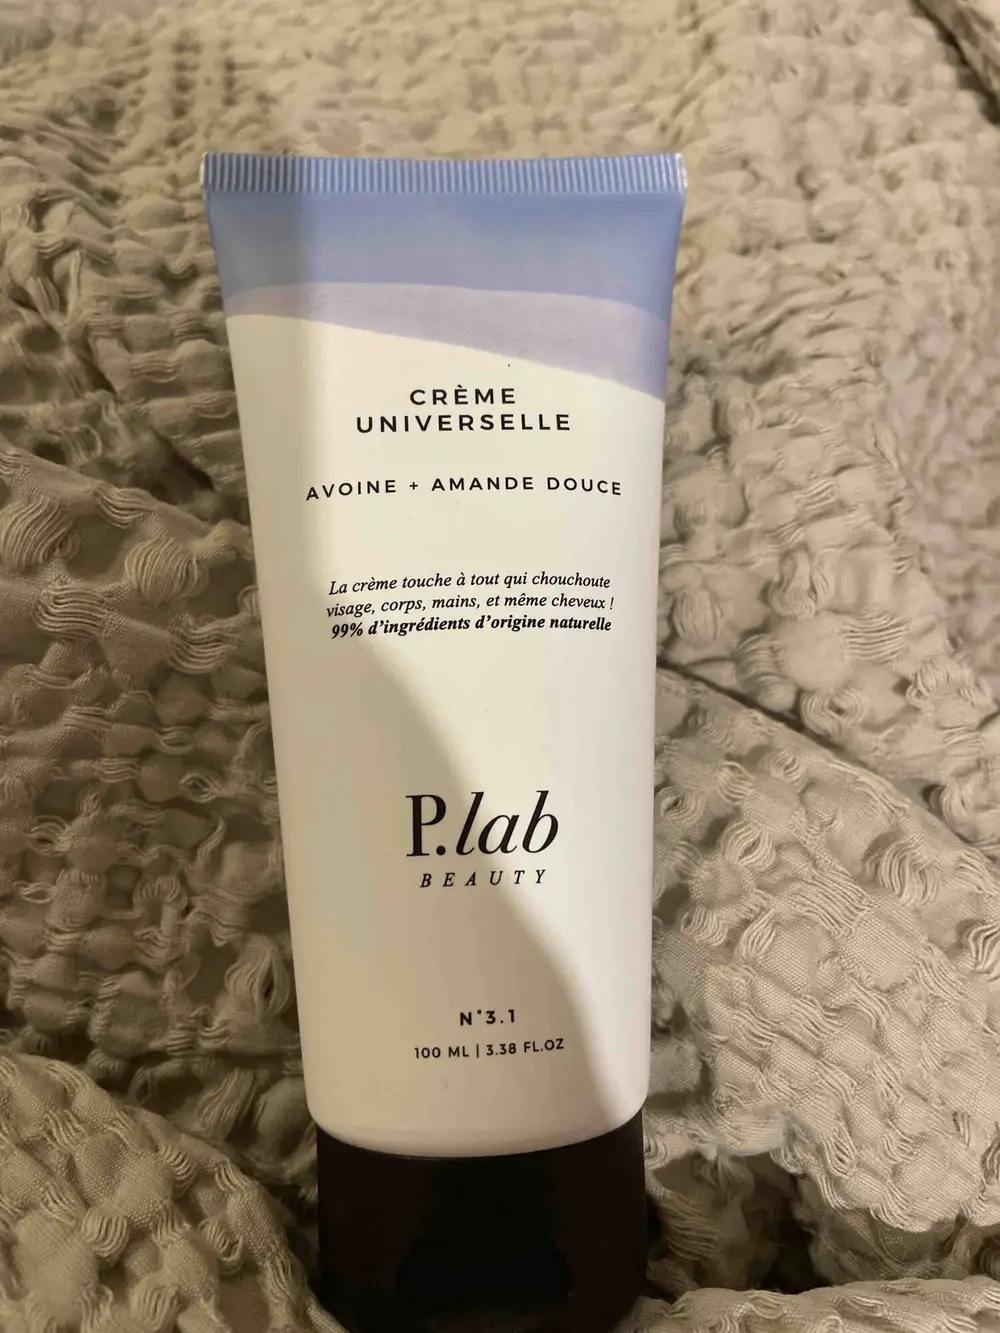 CRÈME
UNIVERSELLE
AVOINE + AMANDE DOUCE
La crème touche à tout qui chouchoute
visage, corps, mains, et même cheveux !
99% d'ingrédients d'origine naturelle
P.lab
BEAUTY
N°3.1
100 ML | 3.38 FL.OZ